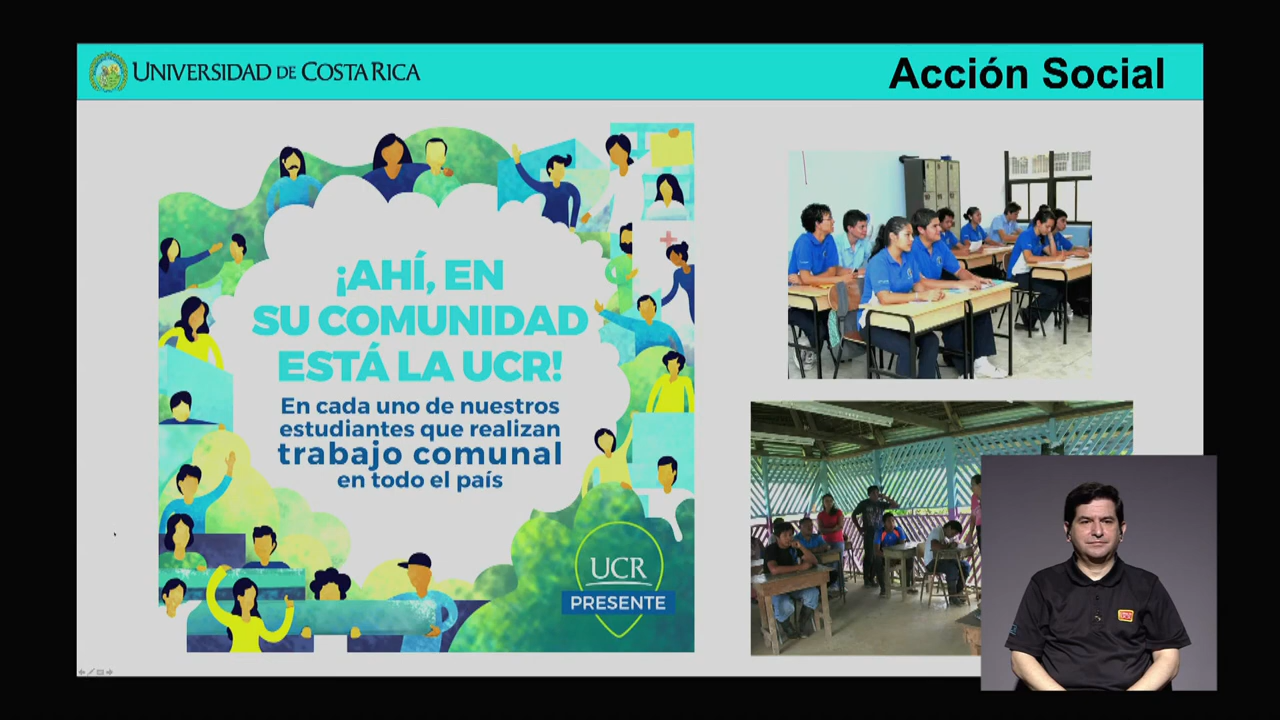 UNIVERSIDAD DE COSTA RICA
Acción Social
¡AHÍ, EN
SU COMUNIDAD
ESTÁ LA UCR!
En cada uno de nuestros
estudiantes que realizan
trabajo comunal
en todo el país
UCR
PRESENTE